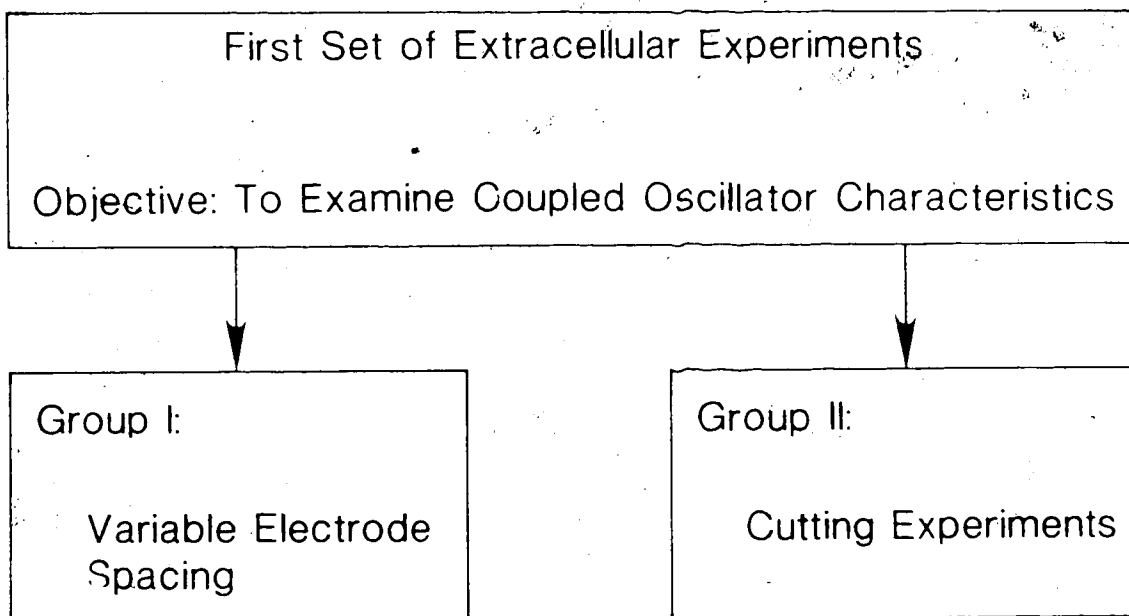 First Set of Extracellular Experiments
Objective: To Examine Coupled Oscillator Characteristics
Group I:
Variable Electrode
Spacing
Group II:
Cutting Experiments